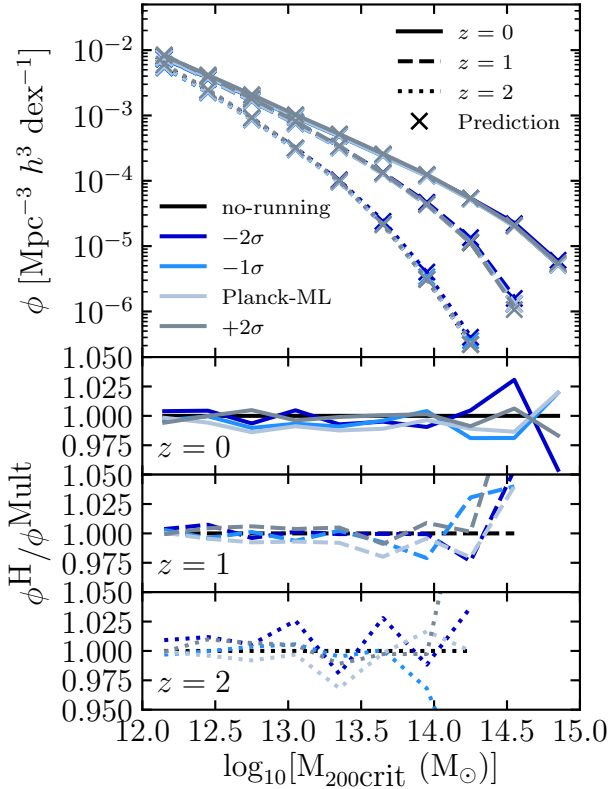 10⁻²
10⁻³
10⁻⁴
10⁻⁵
10⁻⁶
ϕ [Mpc⁻³ h³ dex⁻¹]
z = 0
z = 1
z = 2
Prediction
no-running
−2σ
−1σ
Planck-ML
+2σ
1.050
1.025
1.000
0.975
z = 0
1.050
1.025
1.000
0.975
z = 1
1.050
1.025
1.000
0.975
0.950
z = 2
ϕᴴ/ϕᴹᵘˡᵗ
12.0 12.5 13.0 13.5 14.0 14.5 15.0
log₁₀[M₂₀₀crit (M⊙)]